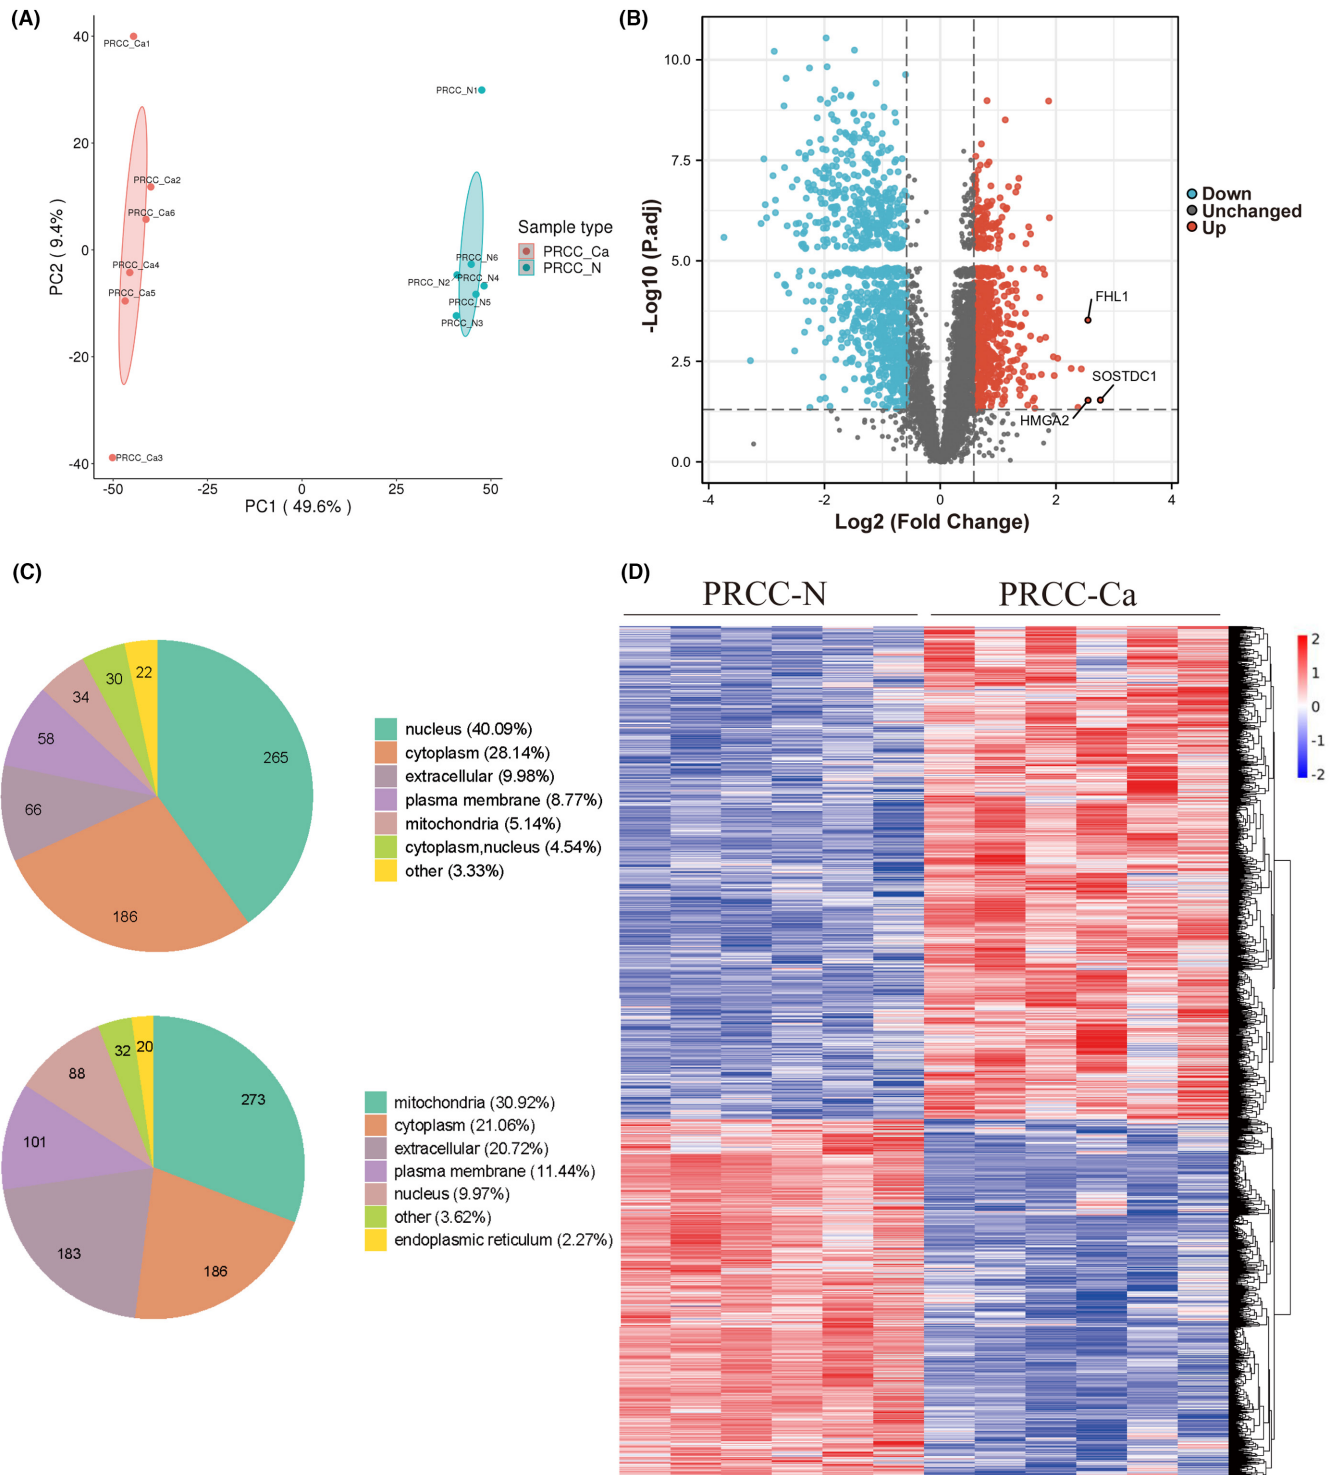 (A)
40
20
0
-20
-40
-50
-25
0
25
50
PC1 ( 49.6% )
PC2 ( 9.4% )
PRCC_Ca1
PRCC_Ca2
PRCC_Ca6
PRCC_Ca4
PRCC_Ca5
PRCC_Ca3
PRCC_N1
PRCC_N6
PRCC_N2
PRCC_N4
PRCC_N5
PRCC_N3
Sample type
PRCC_Ca
PRCC_N
(B)
10.0
7.5
5.0
2.5
0.0
-4
-2
0
2
4
Log2 (Fold Change)
-Log10 (P.adj)
FHL1
SOSTDC1
HMGA2
Down
Unchanged
Up
(C)
22
30
34
58
66
186
265
nucleus (40.09%)
cytoplasm (28.14%)
extracellular (9.98%)
plasma membrane (8.77%)
mitochondria (5.14%)
cytoplasm,nucleus (4.54%)
other (3.33%)
20
32
88
101
183
186
273
mitochondria (30.92%)
cytoplasm (21.06%)
extracellular (20.72%)
plasma membrane (11.44%)
nucleus (9.97%)
other (3.62%)
endoplasmic reticulum (2.27%)
(D)
PRCC-N
PRCC-Ca
2
1
0
-1
-2